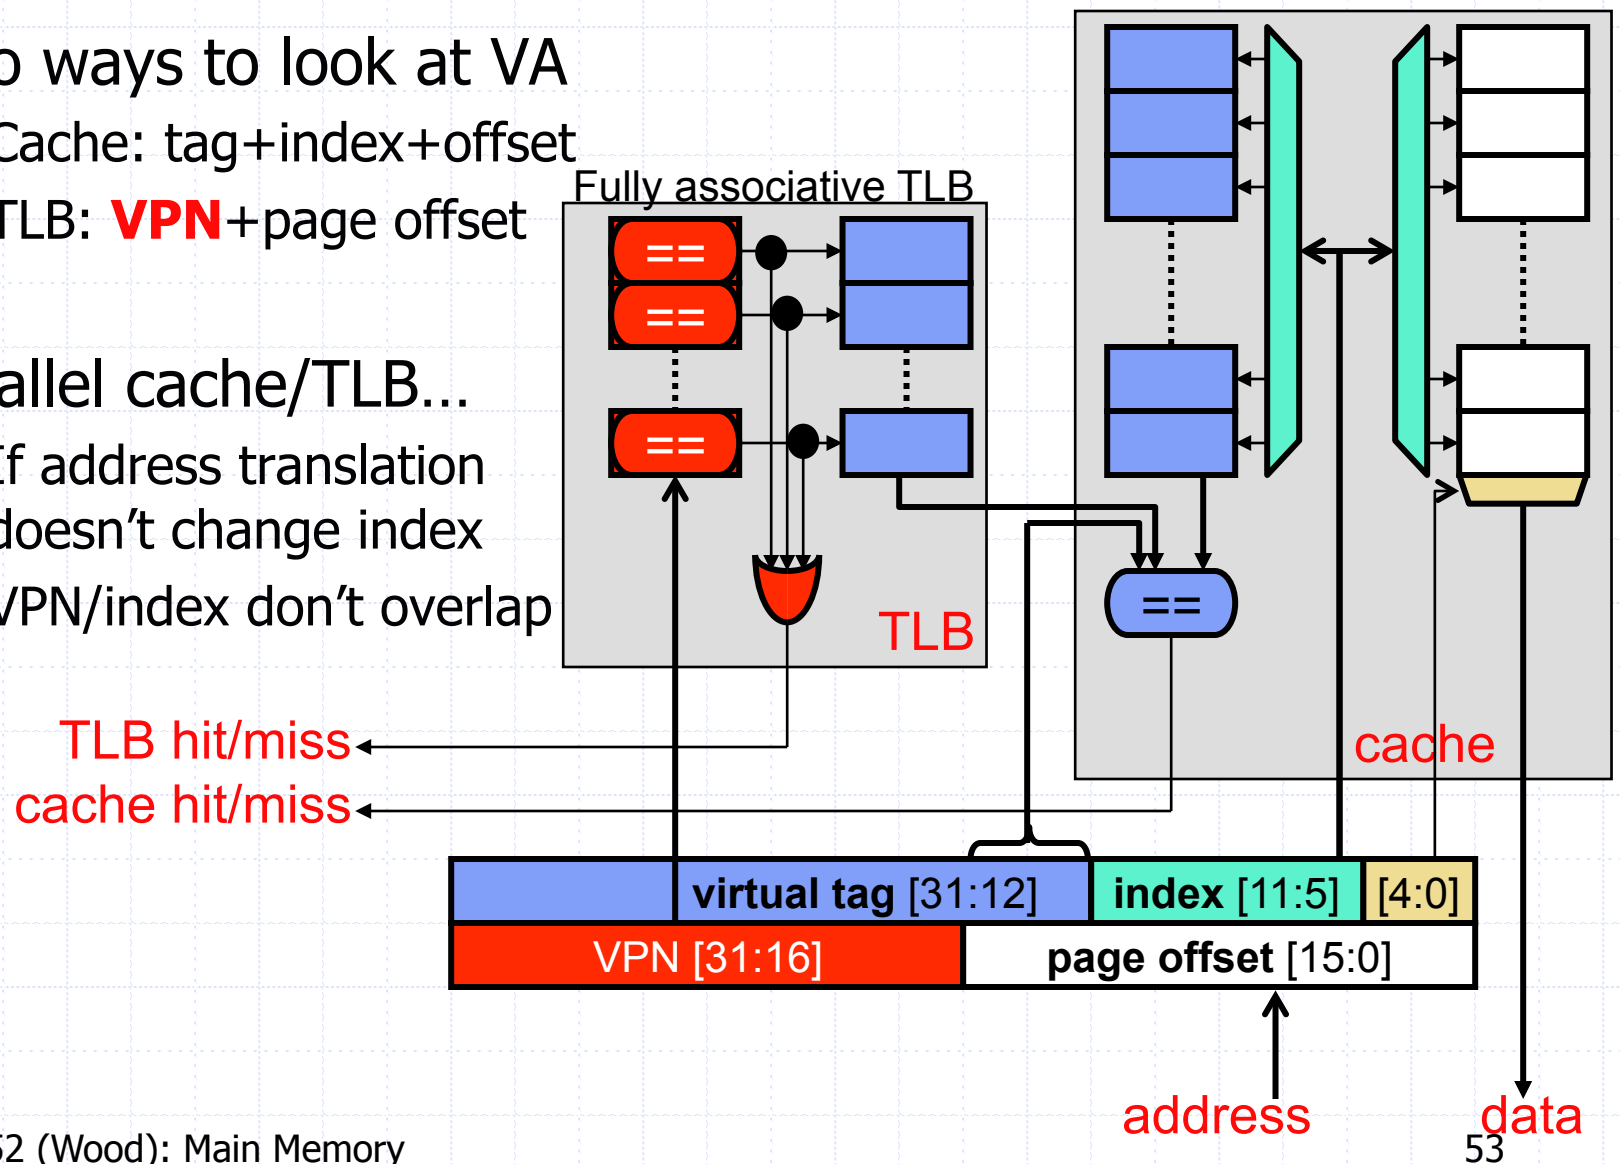 o ways to look at VA
Cache: tag+index+offset
TLB: VPN+page offset
allel cache/TLB...
If address translation
doesn't change index
VPN/index don't overlap
Fully associative TLB
==
==
==
TLB
==
cache
TLB hit/miss
cache hit/miss
virtual tag [31:12] index [11:5] [4:0]
VPN [31:16] page offset [15:0]
address data
52 (Wood): Main Memory 53